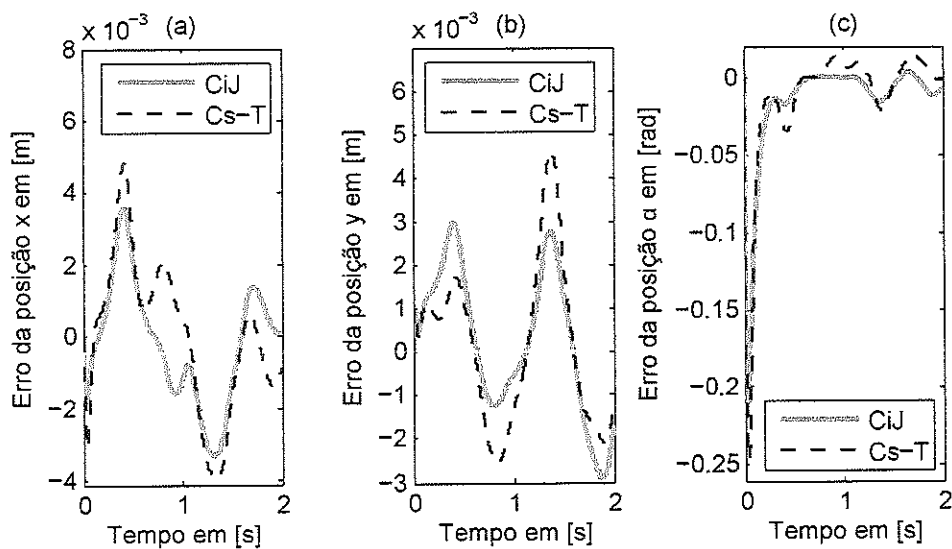 x 10⁻³ (a)
8
6
4
2
0
−2
−4
0
1
2
CiJ
Cs−T
Erro da posição x em [m]
Tempo em [s]
x 10⁻³ (b)
6
5
4
3
2
1
0
−1
−2
−3
0
1
2
CiJ
Cs−T
Erro da posição y em [m]
Tempo em [s]
(c)
0
−0.05
−0.1
−0.15
−0.2
−0.25
0
1
2
CiJ
Cs−T
Erro da posição α em [rad]
Tempo em [s]